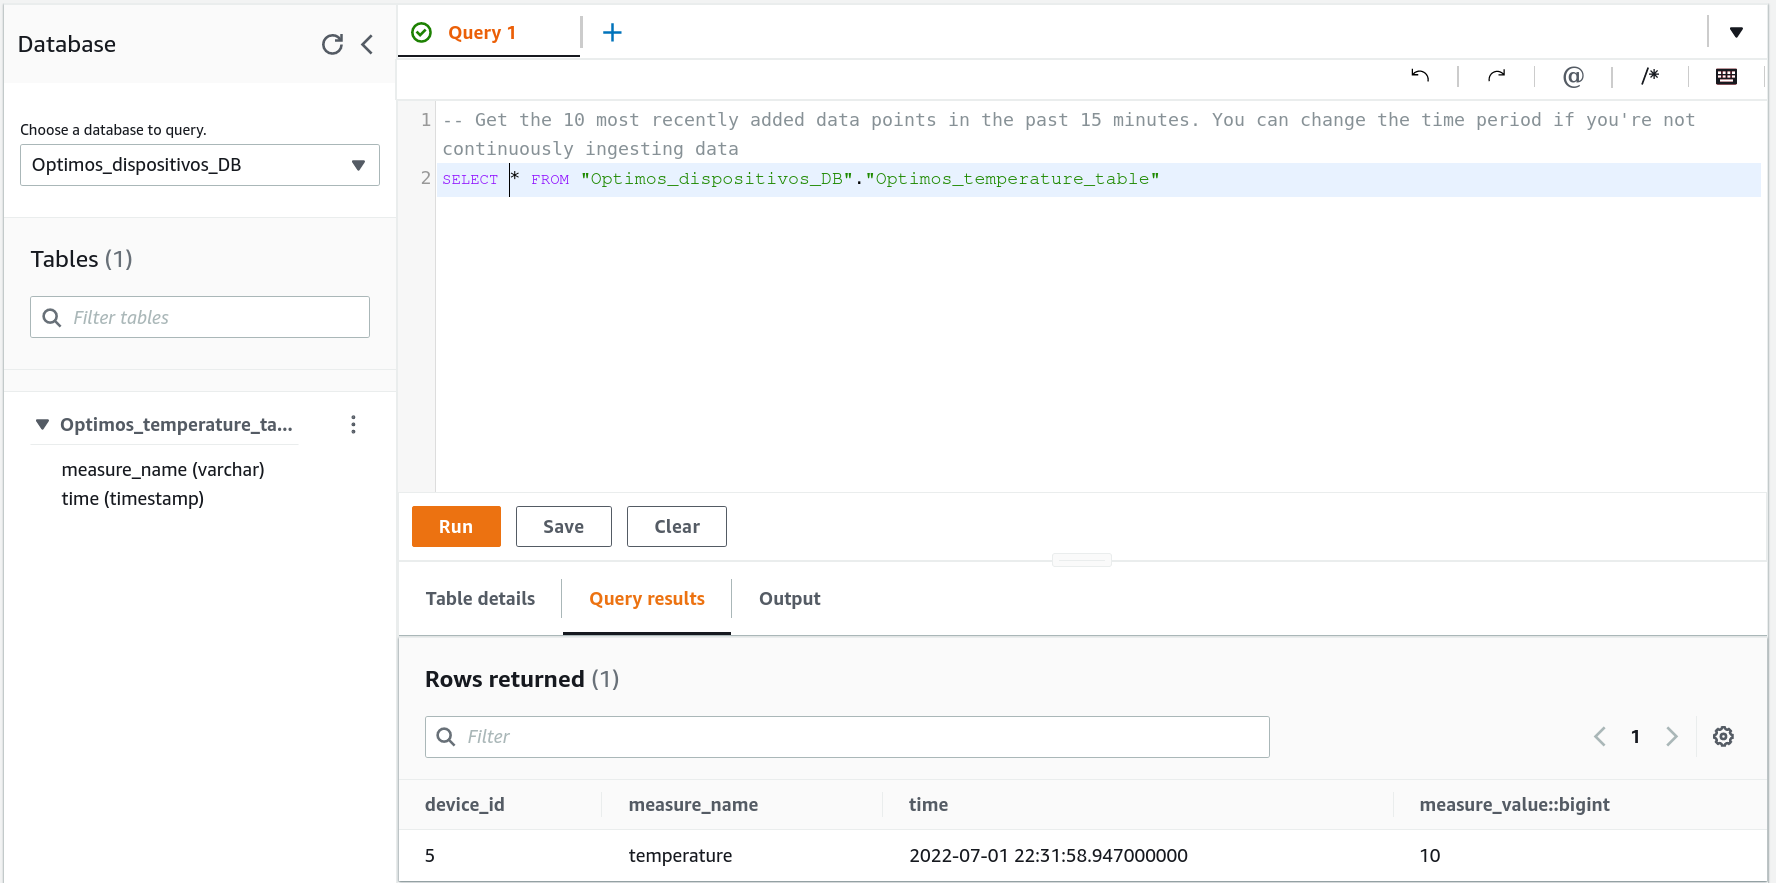 Database
Choose a database to query.
Optimos_dispositivos_DB
Tables (1)
Filter tables
Optimos_temperature_ta...
measure_name (varchar)
time (timestamp)
Query 1
@
/*
1 -- Get the 10 most recently added data points in the past 15 minutes. You can change the time period if you're not
continuously ingesting data
2 SELECT * FROM "Optimos_dispositivos_DB"."Optimos_temperature_table"
Run Save Clear
Table details Query results Output
Rows returned (1)
Filter
1
device_id measure_name time measure_value::bigint
5 temperature 2022-07-01 22:31:58.947000000 10